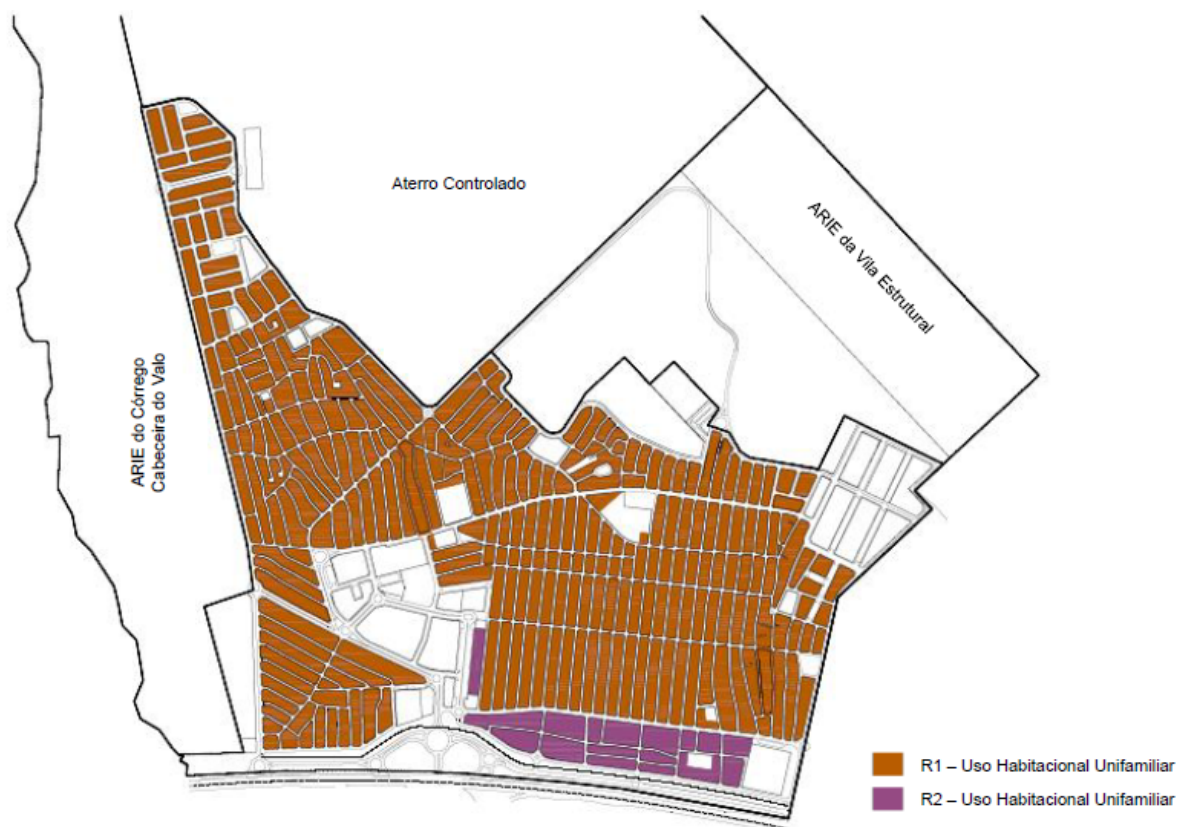 Aterro Controlado
ARIE da Vila Estrutural
ARIE do Córrego
Cabeceira do Valo
R1 – Uso Habitacional Unifamiliar
R2 – Uso Habitacional Unifamiliar